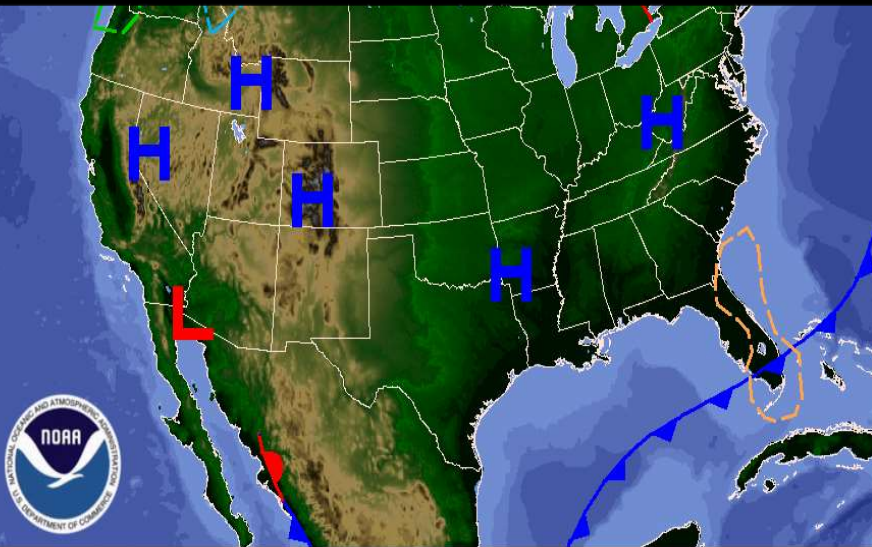 H
H
H
H
H
L
NOAA
NATIONAL OCEANIC AND ATMOSPHERIC ADMINISTRATION
U.S. DEPARTMENT OF COMMERCE